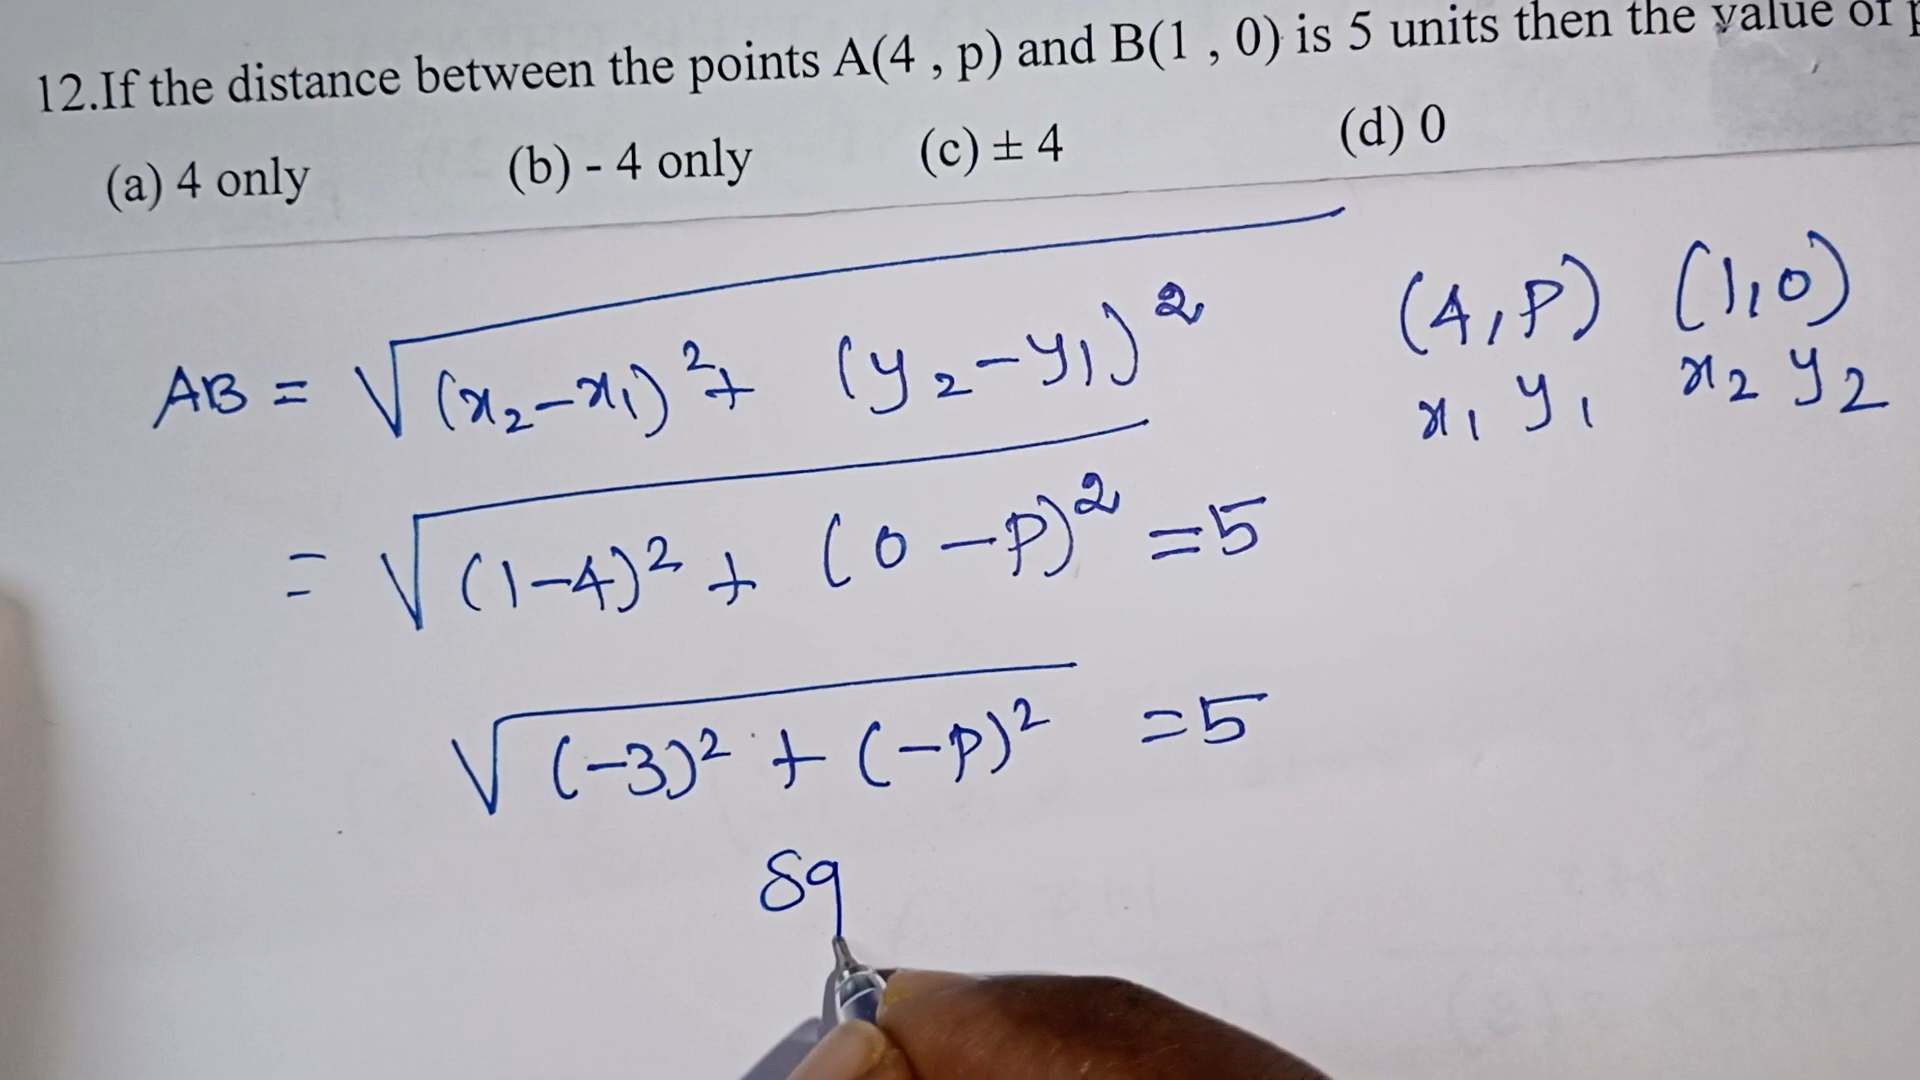 12.If the distance between the points A(4 , p) and B(1 , 0) is 5 units then the value of
(a) 4 only (b) - 4 only (c) ± 4 (d) 0
AB = √(x₂-x₁)² + (y₂-y₁)² (4,P) (1,0)
x₁ y₁ x₂ y₂
= √(1-4)² + (0-P)² = 5
√(-3)² + (-P)² = 5
Sq